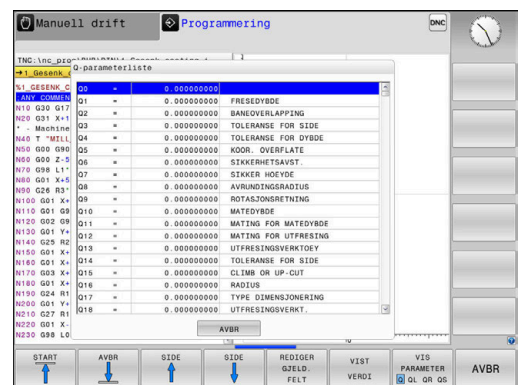 Manuell drift
Programmering
DNC
→1_Gesenk_
Q-parameterliste
%1_GESENK_C
ANY COMMEN
N10 G30 G17
N20 G31 X+1
* - Machine
N40 T "MILL_
N50 G00 G90
N60 G00 Z-5
N70 G98 L1*
N80 G01 X+5
N90 G26 R3*
N100 G01 X+
N110 G01 G9
N120 G02 G9
N130 G01 Y+
N140 G25 R2
N150 G01 X+
N160 G01 X+
N170 G03 X+
N180 G01 X+
N190 G24 R1
N200 G01 Y+
N210 G27 R1
N220 G01 X-
N230 G98 L0
Q0 = 0.000000000
Q1 = 0.000000000 FRESEDYBDE
Q2 = 0.000000000 BANEOVERLAPPING
Q3 = 0.000000000 TOLERANSE FOR SIDE
Q4 = 0.000000000 TOLERANSE FOR DYBDE
Q5 = 0.000000000 KOOR. OVERFLATE
Q6 = 0.000000000 SIKKERHETSAVST.
Q7 = 0.000000000 SIKKER HOEYDE
Q8 = 0.000000000 AVRUNDINGSRADIUS
Q9 = 0.000000000 ROTASJONSRETNING
Q10 = 0.000000000 MATEDYBDE
Q11 = 0.000000000 MATING FOR MATEDYBDE
Q12 = 0.000000000 MATING FOR UTFRESING
Q13 = 0.000000000 UTFRESINGSVERKTOEY
Q14 = 0.000000000 TOLERANSE FOR SIDE
Q15 = 0.000000000 CLIMB OR UP-CUT
Q16 = 0.000000000 RADIUS
Q17 = 0.000000000 TYPE DIMENSJONERING
Q18 = 0.000000000 UTFRESINGSVERKT.
AVBR
START
AVBR
SIDE
SIDE
REDIGER
GJELD.
FELT
VIST
VERDI
VIS
PARAMETER
Q QL QR QS
AVBR